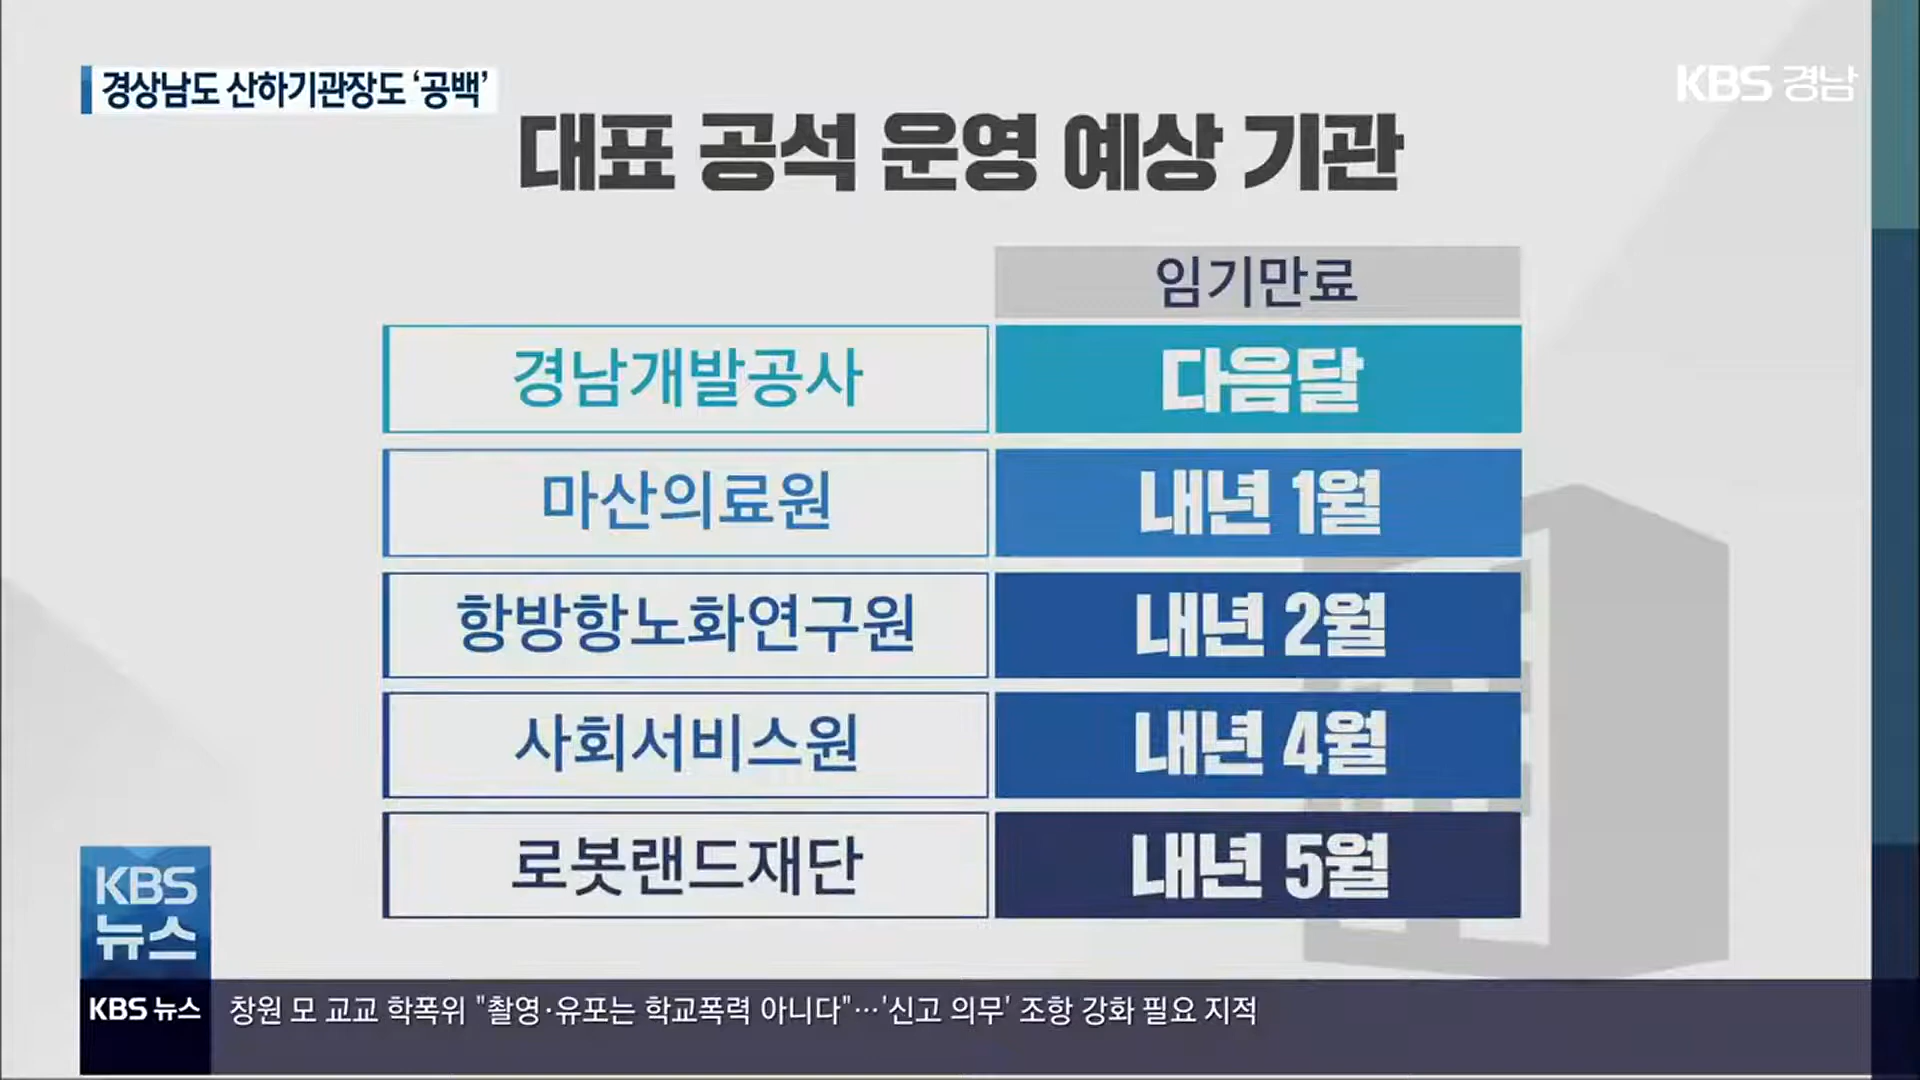 경상남도 산하기관장도 ‘공백’
KBS 경남
대표 공석 운영 예상 기관
임기만료
경남개발공사 다음달
마산의료원 내년 1월
항방항노화연구원 내년 2월
사회서비스원 내년 4월
로봇랜드재단 내년 5월
KBS
뉴스
KBS 뉴스 창원 모 교교 학폭위 "촬영·유포는 학교폭력 아니다"…'신고 의무' 조항 강화 필요 지적